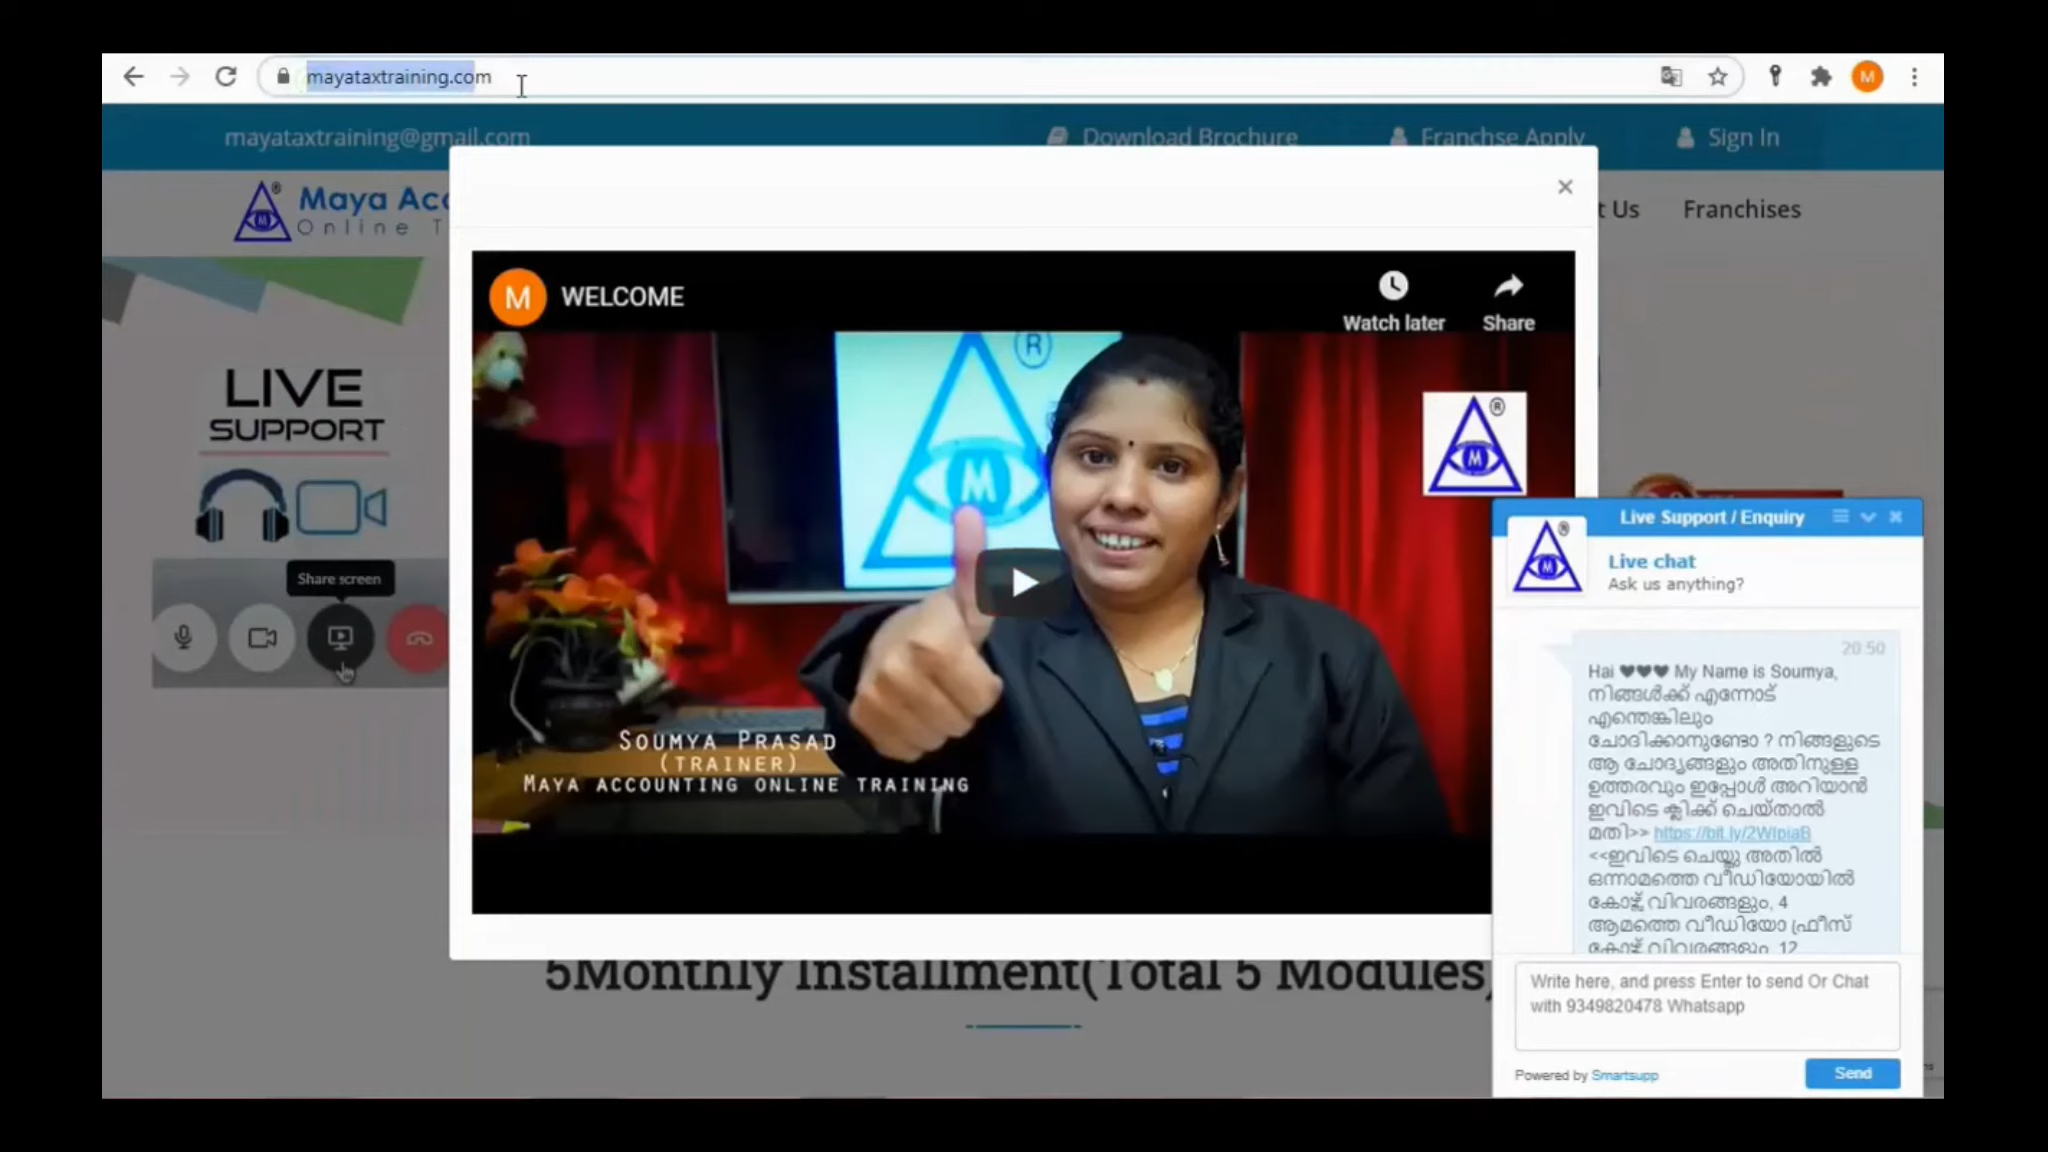 mayataxtraining.com
mayataxtraining@gmail.com
Download Brochure
Franchse Apply
Sign In
Maya Acc
Online T
t Us
Franchises
M
WELCOME
Watch later
Share
LIVE
SUPPORT
Share screen
SOUMYA PRASAD
(TRAINER)
MAYA ACCOUNTING ONLINE TRAINING
Live Support / Enquiry
Live chat
Ask us anything?
20:50
Hai ♥♥♥ My Name is Soumya,
നിങ്ങൾക്ക് എന്നോട്
എന്തെങ്കിലും
ചോദിക്കാനുണ്ടോ ? നിങ്ങളുടെ
ആ ചോദ്യങ്ങളും അതിനുള്ള
ഉത്തരവും ഇപ്പോൾ അറിയാൻ
ഇവിടെ ക്ലിക്ക് ചെയ്താൽ
മതി>> https://bit.ly/2WIpiaB
<<ഇവിടെ ചെയ്തു അതിൽ
ഒന്നാമത്തെ വീഡിയോയിൽ
കോഴ്സ് വിവരങ്ങളും, 4
ആമത്തെ വീഡിയോ ഫ്രീസ്
കോഴ്സ് വിവരങ്ങളും, 12
Write here, and press Enter to send Or Chat
with 9349820478 Whatsapp
Powered by Smartsupp
Send
5Monthly Installment(Total 5 Modules)